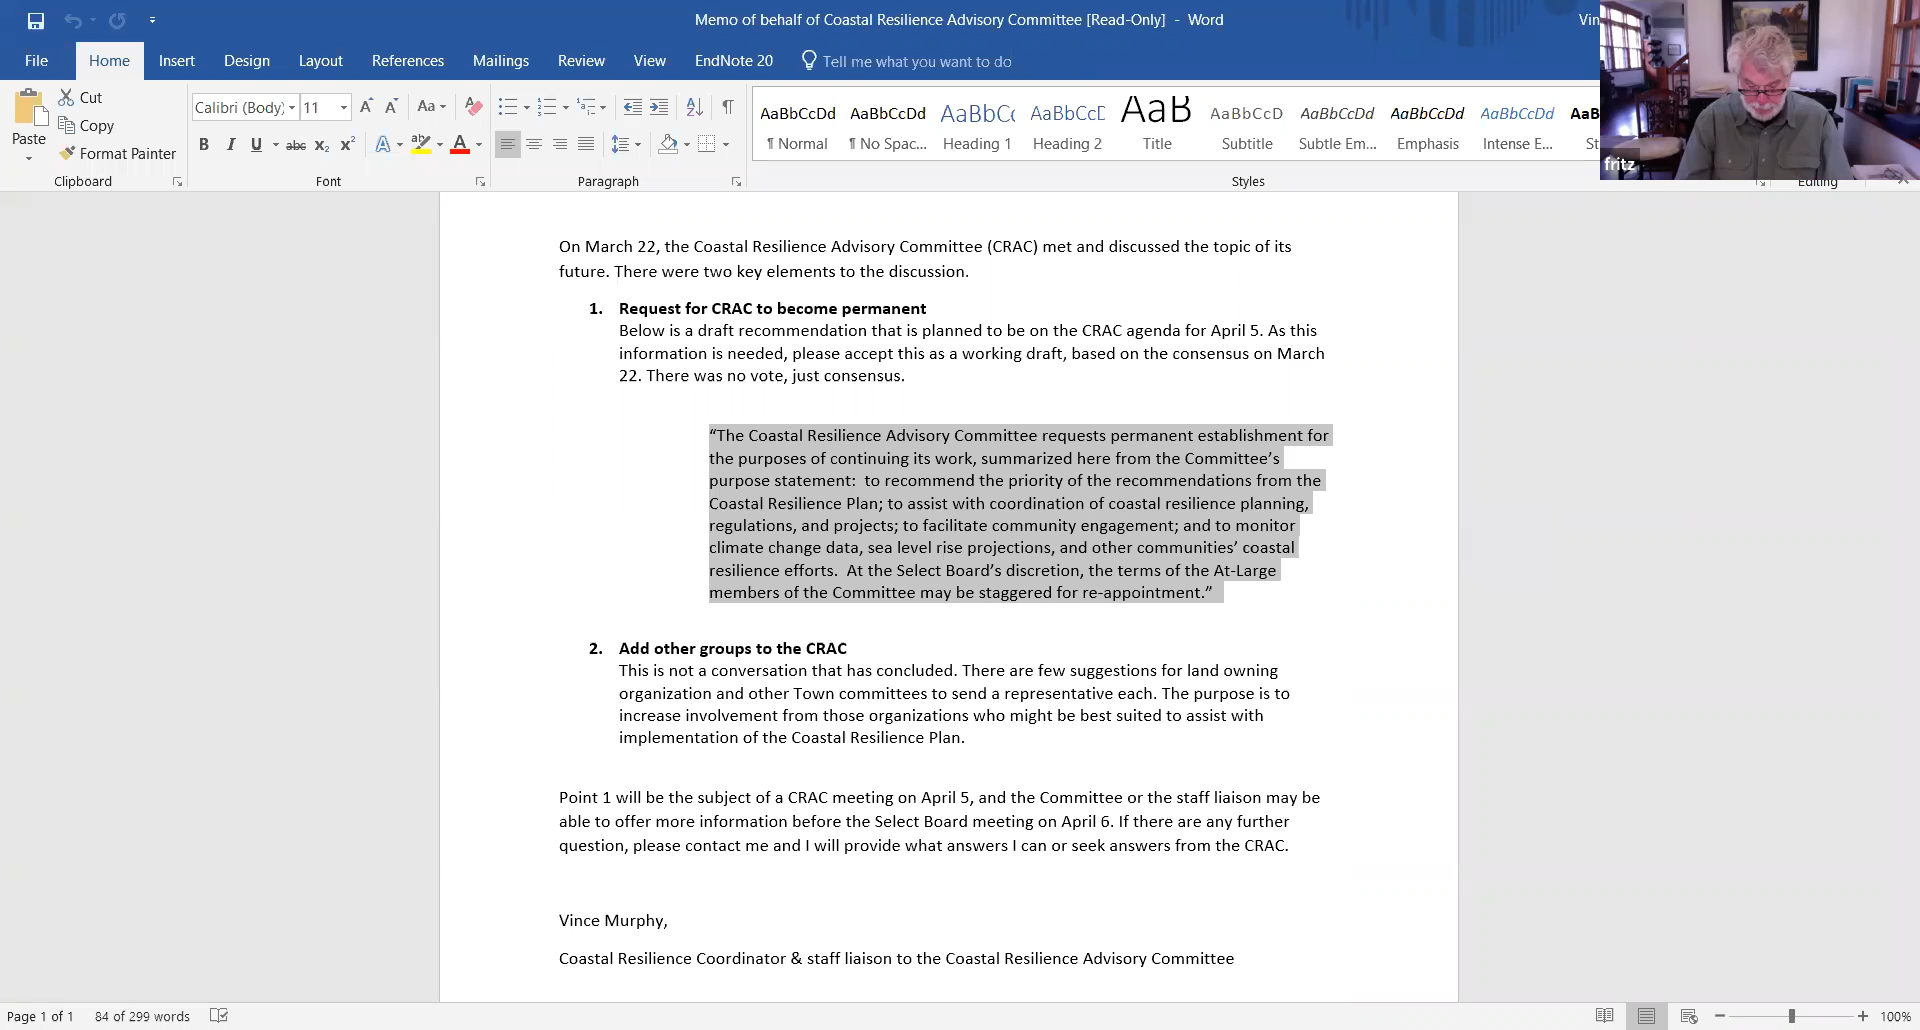 Memo of behalf of Coastal Resilience Advisory Committee [Read-Only] - Word
Vin
File Home Insert Design Layout References Mailings Review View EndNote 20 Tell me what you want to do
Paste
Cut
Copy
Format Painter
Clipboard
Calibri (Body) 11
Font
Paragraph
AaBbCcDd AaBbCcDd AaBbCc AaBbCcD AaB AaBbCcD AaBbCcDd AaBbCcDd AaBbCcDd AaBb
¶ Normal ¶ No Spac... Heading 1 Heading 2 Title Subtitle Subtle Em... Emphasis Intense E... St
Styles
Editing
fritz
On March 22, the Coastal Resilience Advisory Committee (CRAC) met and discussed the topic of its
future. There were two key elements to the discussion.
1. Request for CRAC to become permanent
Below is a draft recommendation that is planned to be on the CRAC agenda for April 5. As this
information is needed, please accept this as a working draft, based on the consensus on March
22. There was no vote, just consensus.
“The Coastal Resilience Advisory Committee requests permanent establishment for
the purposes of continuing its work, summarized here from the Committee’s
purpose statement:  to recommend the priority of the recommendations from the
Coastal Resilience Plan; to assist with coordination of coastal resilience planning,
regulations, and projects; to facilitate community engagement; and to monitor
climate change data, sea level rise projections, and other communities’ coastal
resilience efforts.  At the Select Board’s discretion, the terms of the At-Large
members of the Committee may be staggered for re-appointment.”
2. Add other groups to the CRAC
This is not a conversation that has concluded. There are few suggestions for land owning
organization and other Town committees to send a representative each. The purpose is to
increase involvement from those organizations who might be best suited to assist with
implementation of the Coastal Resilience Plan.
Point 1 will be the subject of a CRAC meeting on April 5, and the Committee or the staff liaison may be
able to offer more information before the Select Board meeting on April 6. If there are any further
question, please contact me and I will provide what answers I can or seek answers from the CRAC.
Vince Murphy,
Coastal Resilience Coordinator & staff liaison to the Coastal Resilience Advisory Committee
Page 1 of 1 84 of 299 words 100%